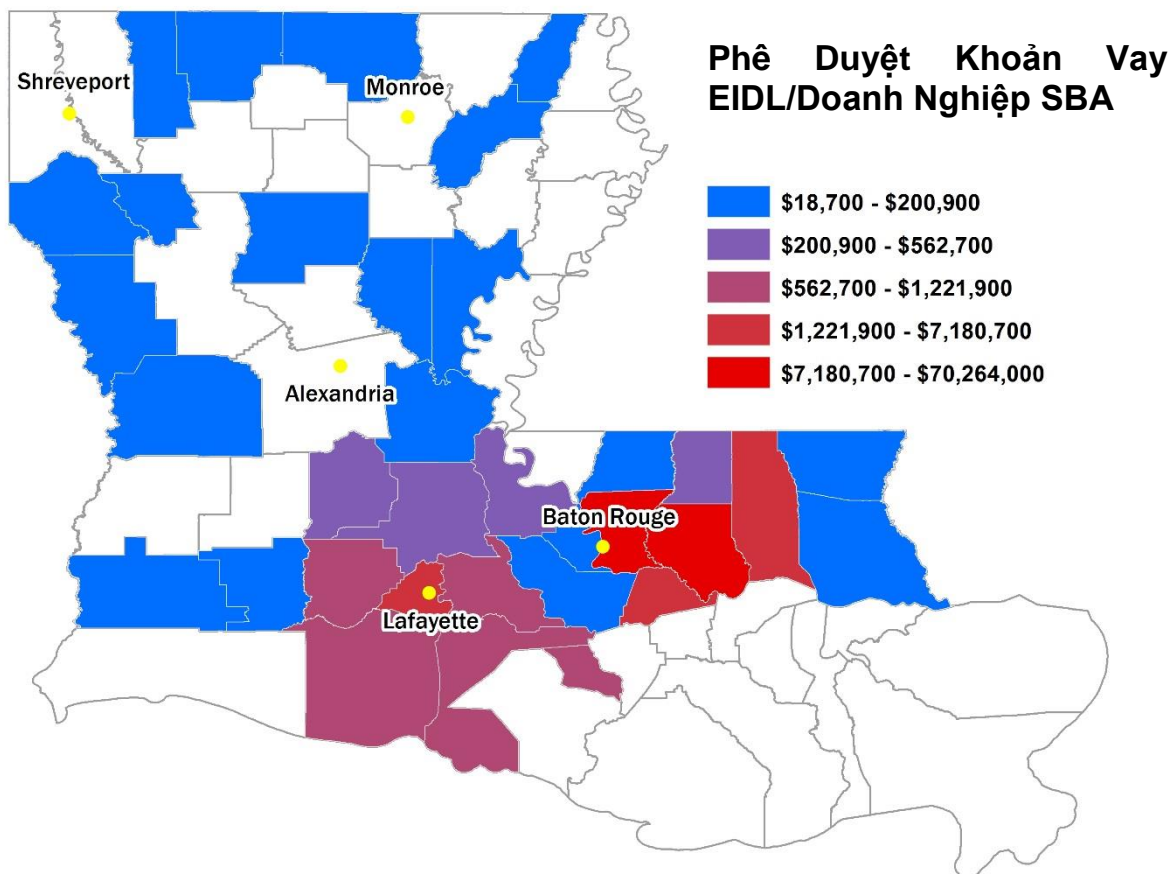 Phê Duyệt Khoản Vay
EIDL/Doanh Nghiệp SBA
Shreveport
Monroe
$18,700 - $200,900
$200,900 - $562,700
$562,700 - $1,221,900
$1,221,900 - $7,180,700
$7,180,700 - $70,264,000
Alexandria
Baton Rouge
Lafayette